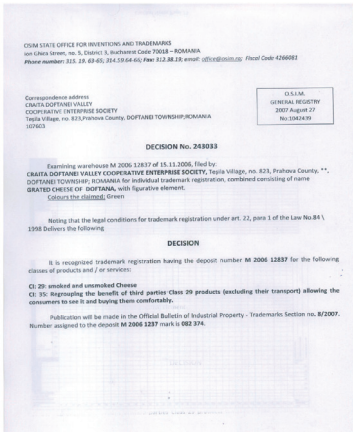 OSIM STATE OFFICE FOR INVENTIONS AND TRADEMARKS
Ion Ghica Street, no. 5, District 3, Bucharest Code 70018 – ROMANIA
Phone number: 315. 19. 63-65; 314.59.64-66; Fax: 312.38.19; email: office@osim.ro; Fiscal Code 4266081
Correspondence address
CRAITA DOFTANEI VALLEY
COOPERATIVE ENTERPRISE SOCIETY
Teşila Village, no. 823,Prahova County, DOFTANEI TOWNSHIP,ROMANIA
107603
O.S.I.M.
GENERAL REGISTRY
2007 August 27
No:1042439
DECISION No. 243033
Examining warehouse M 2006 12837 of 15.11.2006, filed by:
CRAITA DOFTANEI VALLEY COOPERATIVE ENTERPRISE SOCIETY, Teşila Village, no. 823, Prahova County, **,
DOFTANEI TOWNSHIP; ROMANIA for individual trademark registration, combined consisting of name
GRATED CHEESE OF DOFTANA, with figurative element.
Colours the claimed: Green
Noting that the legal conditions for trademark registration under art. 22, para 1 of the Law No.84 \
1998 Delivers the following
DECISION
It is recognized trademark registration having the deposit number M 2006 12837 for the following
classes of products and / or services:
Cl: 29: smoked and unsmoked Cheese
Cl: 35: Regrouping the benefit of third parties Class 29 products (excluding their transport) allowing the
consumers to see it and buying them comfortably.
Publication will be made in the Official Bulletin of Industrial Property - Trademarks Section no. 8/2007.
Number assigned to the deposit M 2006 1237 mark is 082 374.